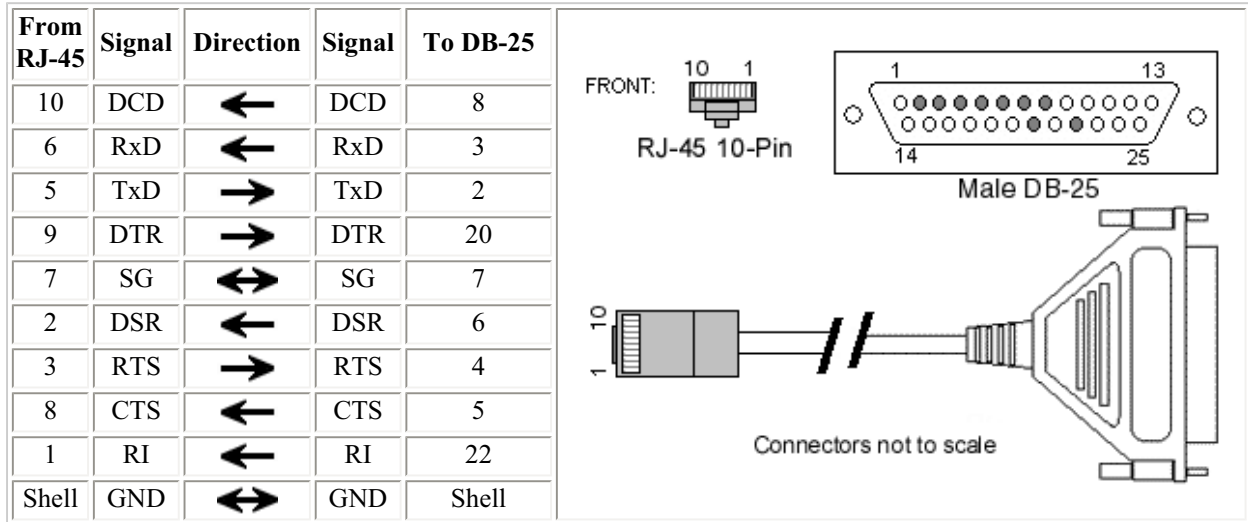 From RJ-45 Signal Direction Signal To DB-25
10 DCD ← DCD 8
6 RxD ← RxD 3
5 TxD → TxD 2
9 DTR → DTR 20
7 SG ↔ SG 7
2 DSR ← DSR 6
3 RTS → RTS 4
8 CTS ← CTS 5
1 RI ← RI 22
Shell GND ↔ GND Shell
FRONT:
10 1
RJ-45 10-Pin
1 13
14 25
Male DB-25
10
1
Connectors not to scale